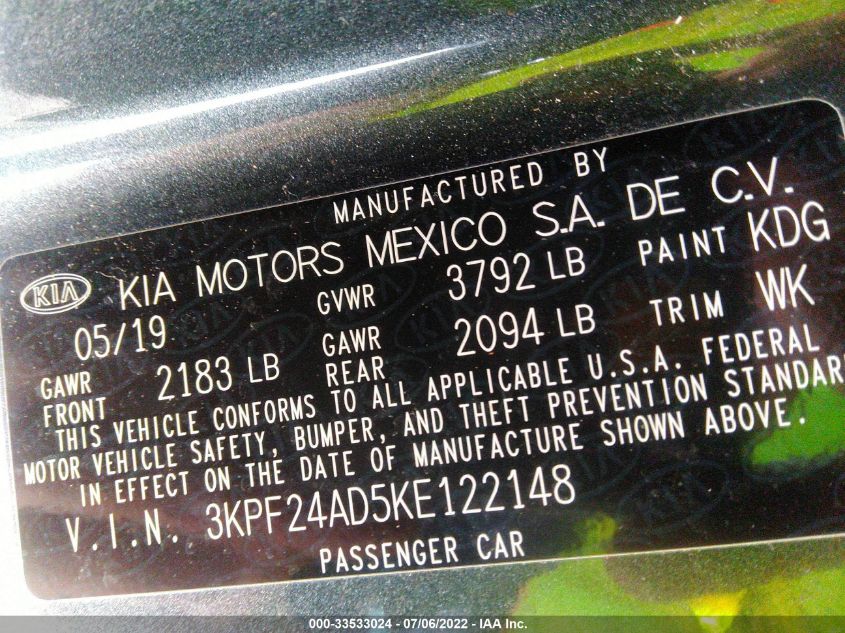 MANUFACTURED BY
KIA KIA MOTORS MEXICO S.A. DE C.V.
05/19 GVWR 3792 LB PAINT KDG
GAWR FRONT 2183 LB GAWR REAR 2094 LB TRIM WK
THIS VEHICLE CONFORMS TO ALL APPLICABLE U.S.A. FEDERAL
MOTOR VEHICLE SAFETY, BUMPER, AND THEFT PREVENTION STANDAR
IN EFFECT ON THE DATE OF MANUFACTURE SHOWN ABOVE.
V.I.N. 3KPF24AD5KE122148
PASSENGER CAR
000-33533024 / 07/06/2022 - IAA Inc.